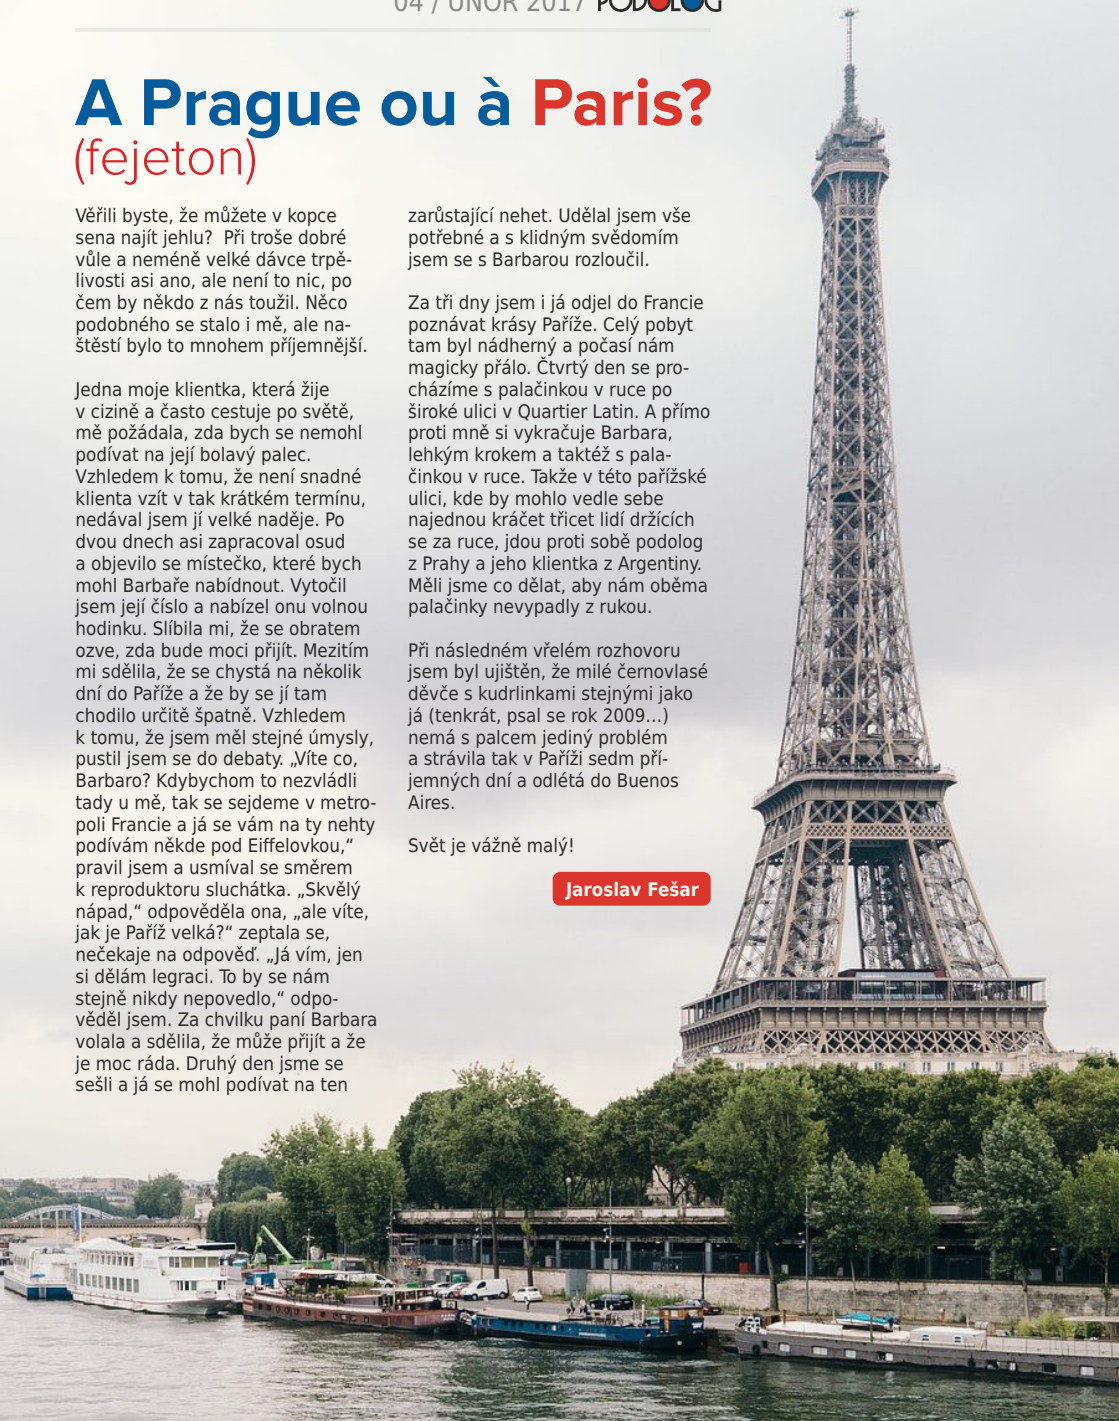 04 / ÚNOR 2017 PODOLOG
A Prague ou à Paris?
(fejeton)
Věřili byste, že můžete v kopce
sena najít jehlu?  Při troše dobré
vůle a neméně velké dávce trpě-
livosti asi ano, ale není to nic, po
čem by někdo z nás toužil. Něco
podobného se stalo i mě, ale na-
štěstí bylo to mnohem příjemnější.
Jedna moje klientka, která žije
v cizině a často cestuje po světě,
mě požádala, zda bych se nemohl
podívat na její bolavý palec.
Vzhledem k tomu, že není snadné
klienta vzít v tak krátkém termínu,
nedával jsem jí velké naděje. Po
dvou dnech asi zapracoval osud
a objevilo se místečko, které bych
mohl Barbaře nabídnout. Vytočil
jsem její číslo a nabízel onu volnou
hodinku. Slíbila mi, že se obratem
ozve, zda bude moci přijít. Mezitím
mi sdělila, že se chystá na několik
dní do Paříže a že by se jí tam
chodilo určitě špatně. Vzhledem
k tomu, že jsem měl stejné úmysly,
pustil jsem se do debaty. „Víte co,
Barbaro? Kdybychom to nezvládli
tady u mě, tak se sejdeme v metro-
poli Francie a já se vám na ty nehty
podívám někde pod Eiffelovkou,“
pravil jsem a usmíval se směrem
k reproduktoru sluchátka. „Skvělý
nápad,“ odpověděla ona, „ale víte,
jak je Paříž velká?“ zeptala se,
nečekaje na odpověď. „Já vím, jen
si dělám legraci. To by se nám
stejně nikdy nepovedlo,“ odpo-
věděl jsem. Za chvilku paní Barbara
volala a sdělila, že může přijít a že
je moc ráda. Druhý den jsme se
sešli a já se mohl podívat na ten
zarůstající nehet. Udělal jsem vše
potřebné a s klidným svědomím
jsem se s Barbarou rozloučil.
Za tři dny jsem i já odjel do Francie
poznávat krásy Paříže. Celý pobyt
tam byl nádherný a počasí nám
magicky přálo. Čtvrtý den se pro-
cházíme s palačinkou v ruce po
široké ulici v Quartier Latin. A přímo
proti mně si vykračuje Barbara,
lehkým krokem a taktéž s pala-
činkou v ruce. Takže v této pařížské
ulici, kde by mohlo vedle sebe
najednou kráčet třicet lidí držících
se za ruce, jdou proti sobě podolog
z Prahy a jeho klientka z Argentiny.
Měli jsme co dělat, aby nám oběma
palačinky nevypadly z rukou.
Při následném vřelém rozhovoru
jsem byl ujištěn, že milé černovlasé
děvče s kudrlinkami stejnými jako
já (tenkrát, psal se rok 2009…)
nemá s palcem jediný problém
a strávila tak v Paříži sedm pří-
jemných dní a odlétá do Buenos
Aires.
Svět je vážně malý!
Jaroslav Fešar